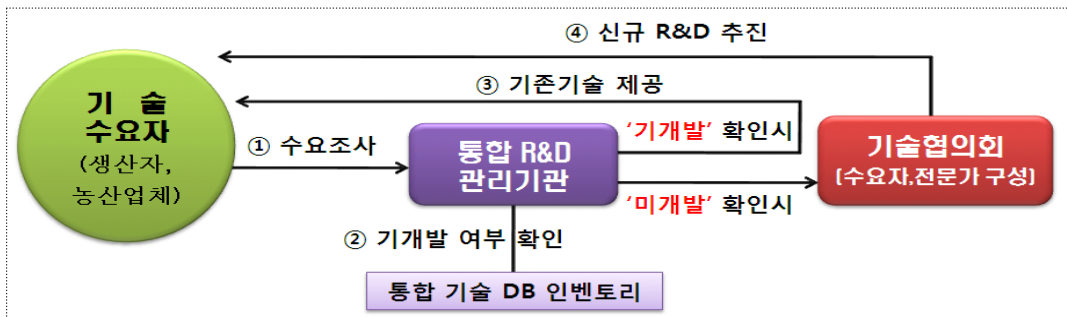 ④ 신규 R&D 추진
③ 기존기술 제공
기 술
수요자
(생산자,
농산업체)
① 수요조사
통합 R&D
관리기관
‘기개발’ 확인시
‘미개발’ 확인시
기술협의회
(수요자,전문가 구성)
② 기개발 여부 확인
통합 기술 DB 인벤토리